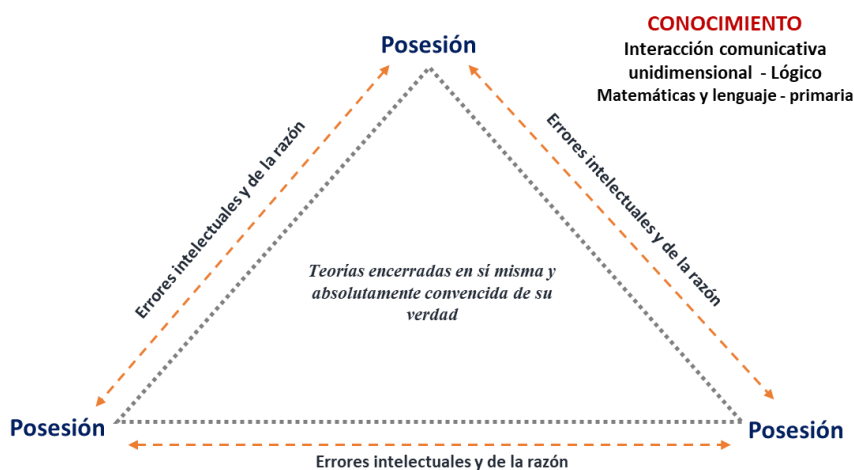 CONOCIMIENTO
Interacción comunicativa
unidimensional - Lógico
Matemáticas y lenguaje - primaria
Posesión
Errores intelectuales y de la razón
Errores intelectuales y de la razón
Teorías encerradas en sí misma y
absolutamente convencida de su
verdad
Posesión
Posesión
Errores intelectuales y de la razón